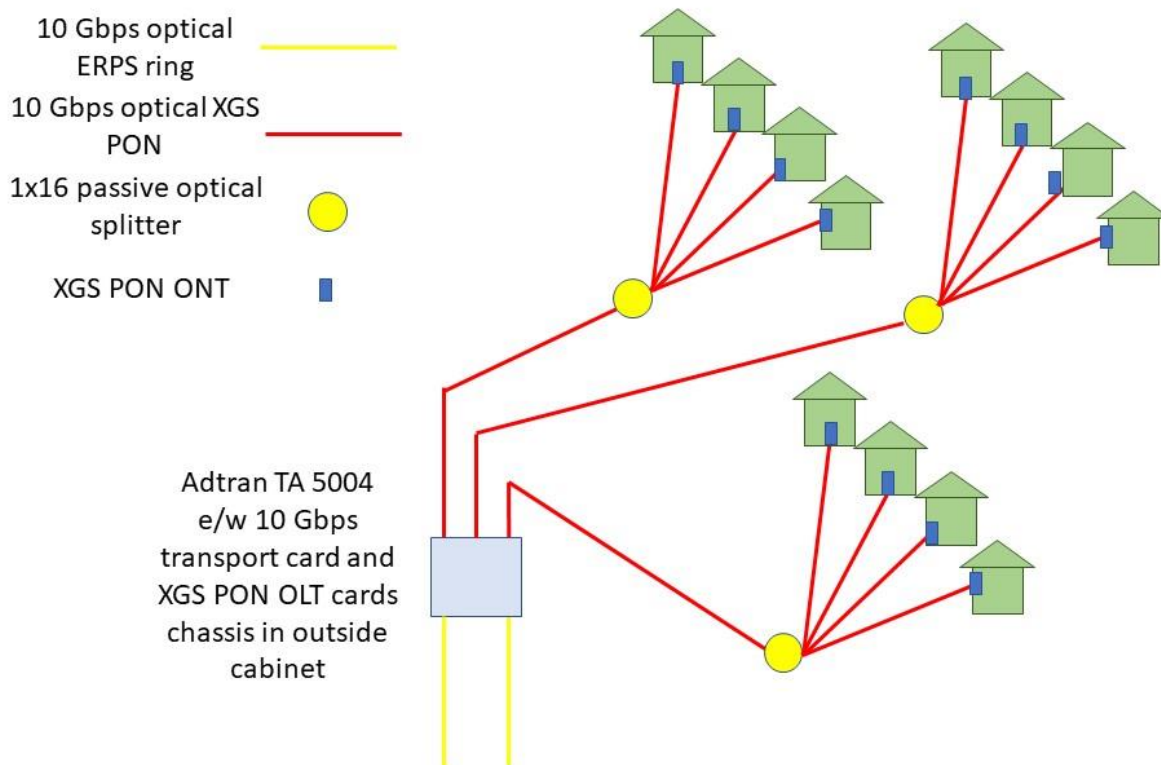 10 Gbps optical
ERPS ring
10 Gbps optical XGS
PON
1x16 passive optical
splitter
XGS PON ONT
Adtran TA 5004
e/w 10 Gbps
transport card and
XGS PON OLT cards
chassis in outside
cabinet